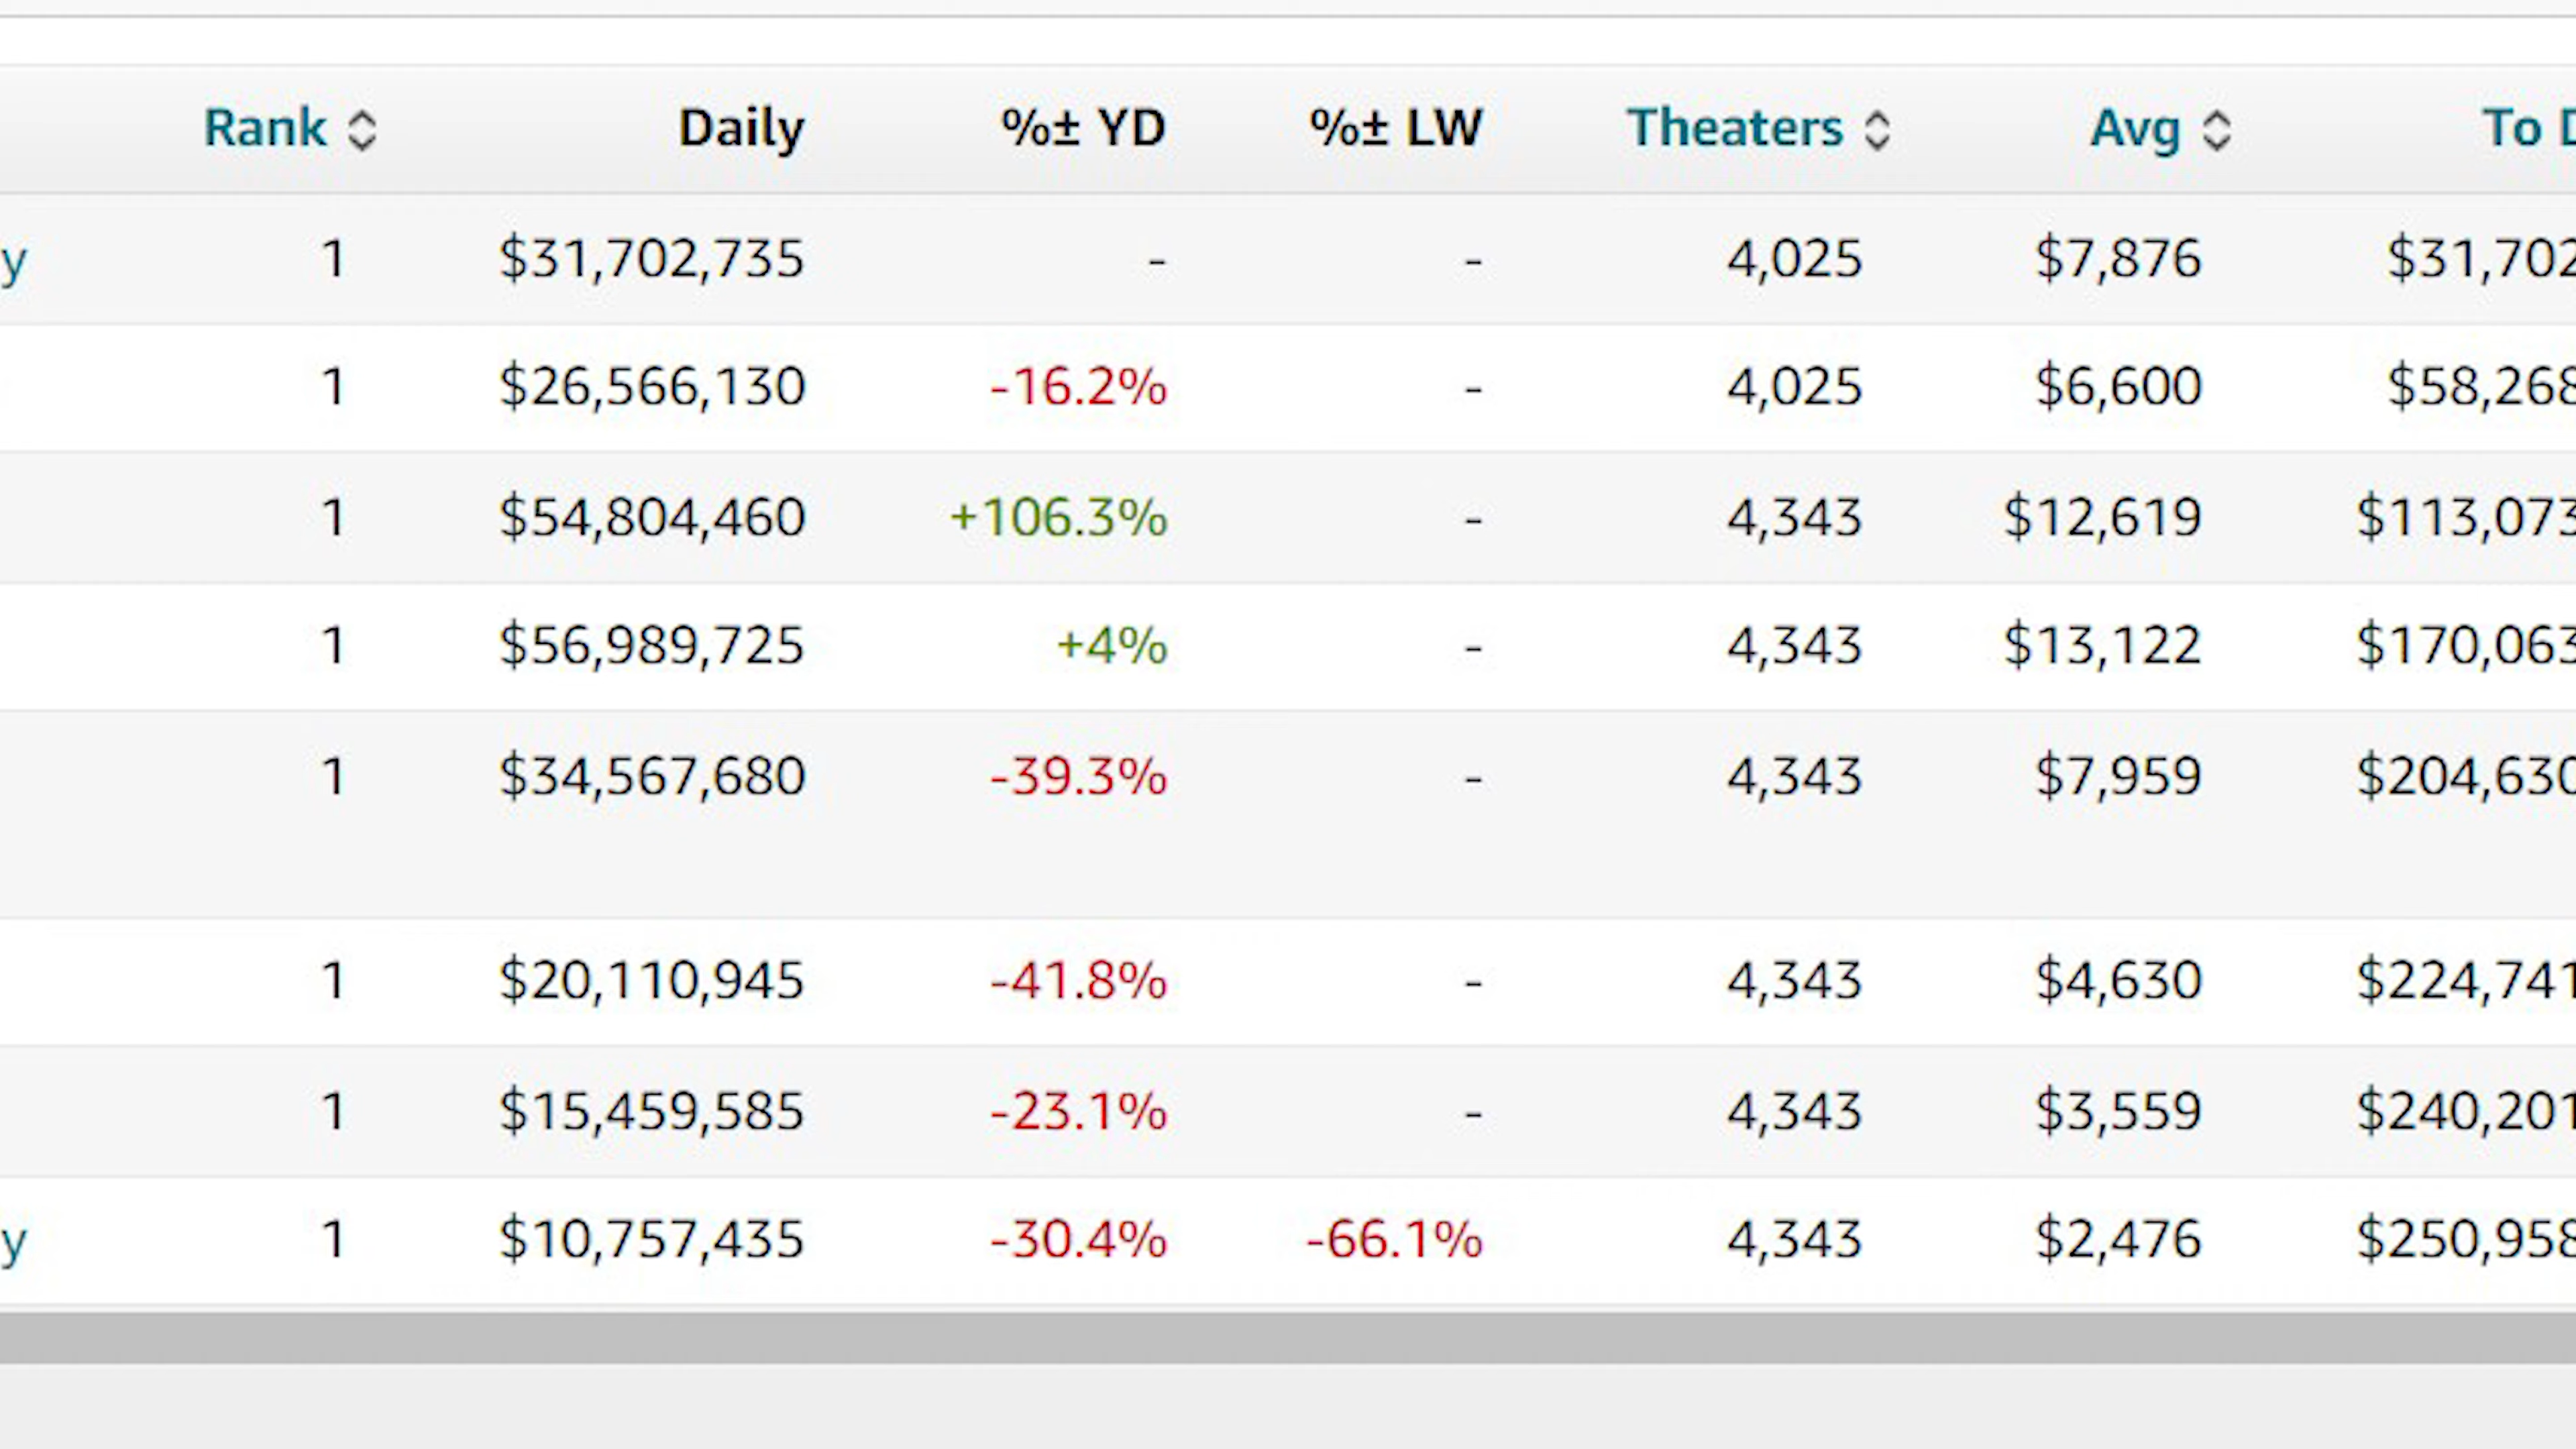 Rank Daily %± YD %± LW Theaters Avg To D
y 1 $31,702,735 - - 4,025 $7,876 $31,702
1 $26,566,130 -16.2% - 4,025 $6,600 $58,268
1 $54,804,460 +106.3% - 4,343 $12,619 $113,073
1 $56,989,725 +4% - 4,343 $13,122 $170,063
1 $34,567,680 -39.3% - 4,343 $7,959 $204,630
1 $20,110,945 -41.8% - 4,343 $4,630 $224,741
1 $15,459,585 -23.1% - 4,343 $3,559 $240,201
y 1 $10,757,435 -30.4% -66.1% 4,343 $2,476 $250,958